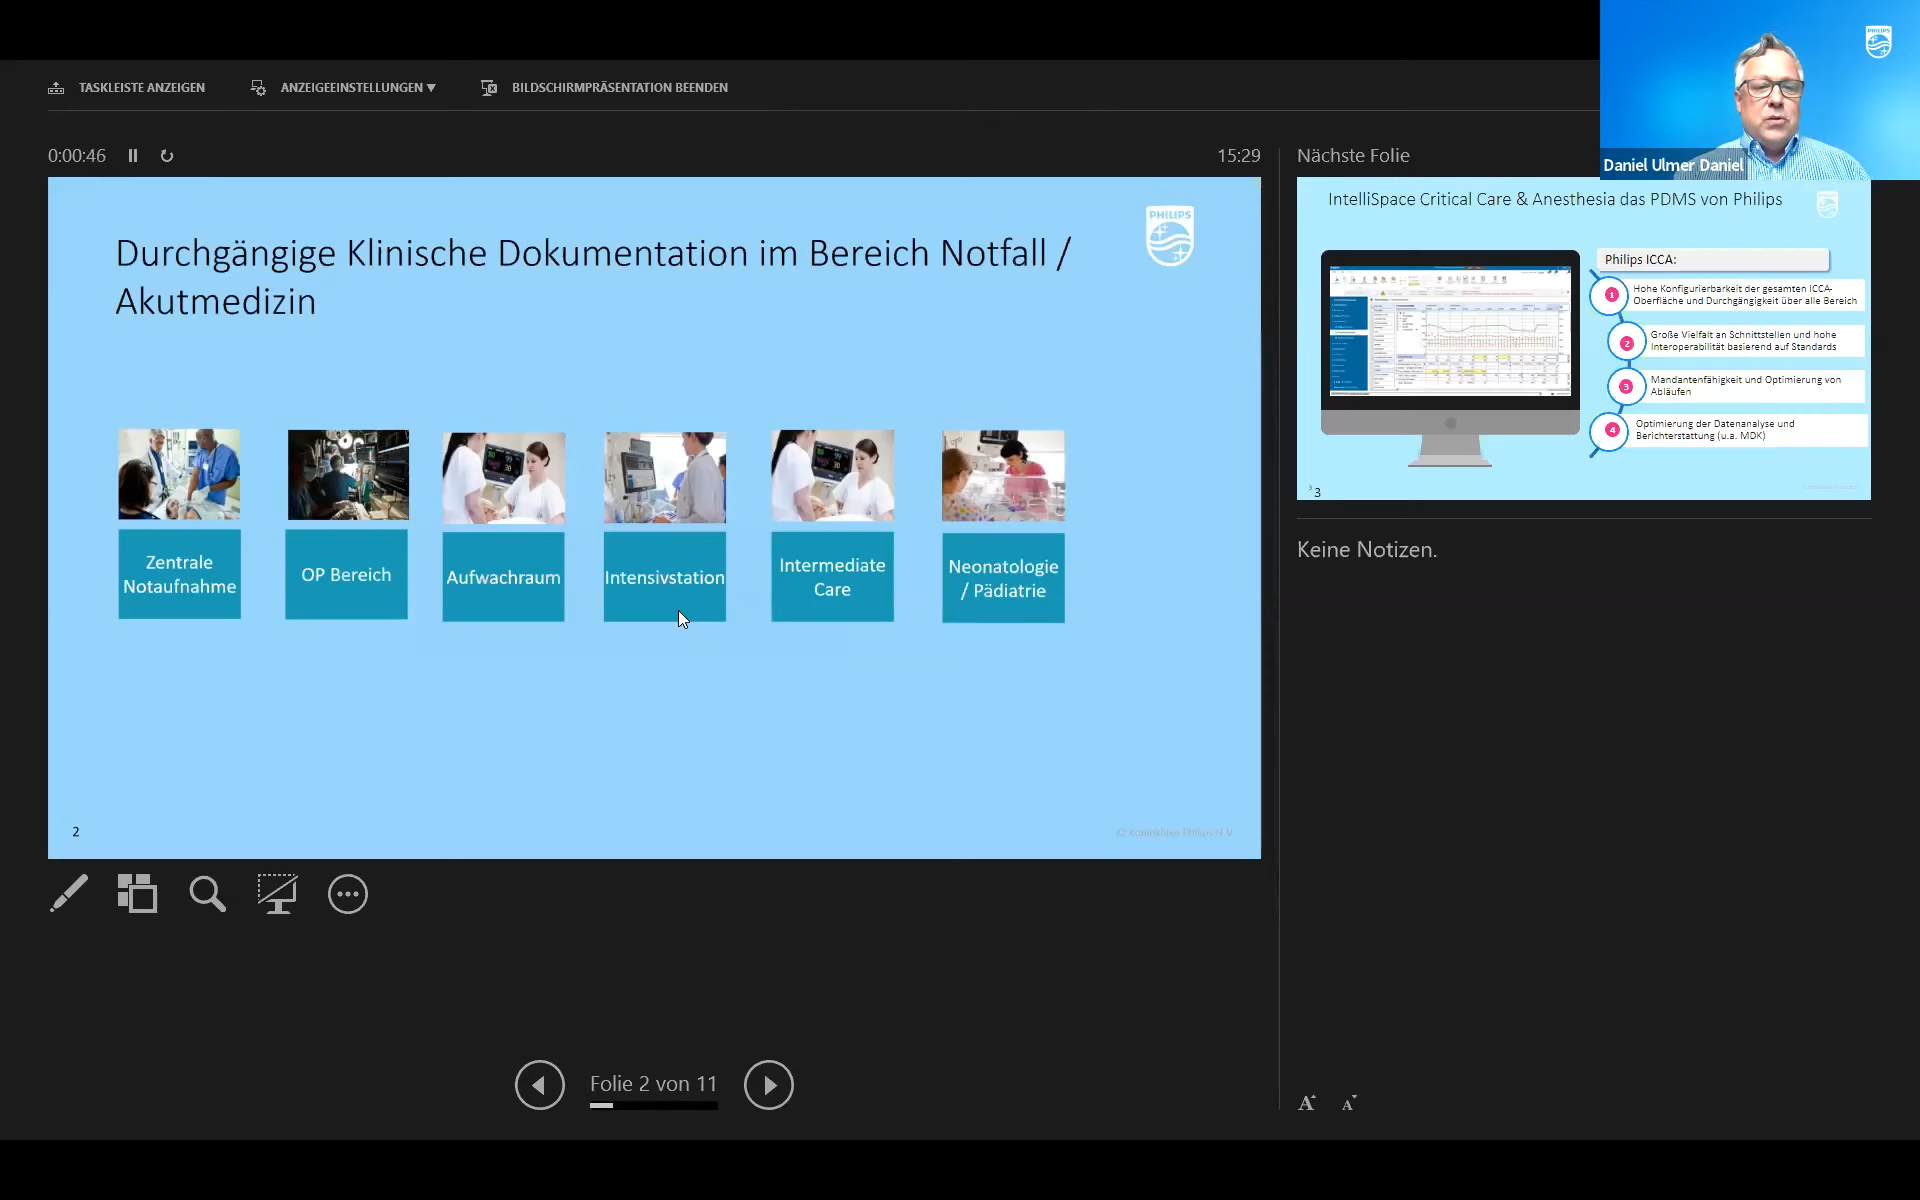 TASKLEISTE ANZEIGEN
ANZEIGEEINSTELLUNGEN ▼
BILDSCHIRMPRÄSENTATION BEENDEN
PHILIPS
Daniel Ulmer Daniel
0:00:46
15:29
PHILIPS
Durchgängige Klinische Dokumentation im Bereich Notfall /
Akutmedizin
Zentrale
Notaufnahme
OP Bereich
Aufwachraum
Intensivstation
Intermediate
Care
Neonatologie
/ Pädiatrie
2
© Koninklijke Philips N.V.
Folie 2 von 11
Nächste Folie
IntelliSpace Critical Care & Anesthesia das PDMS von Philips
Philips ICCA:
1
Hohe Konfigurierbarkeit der gesamten ICCA-
Oberfläche und Durchgängigkeit über alle Bereich
2
Große Vielfalt an Schnittstellen und hohe
Interoperabilität basierend auf Standards
3
Mandantenfähigkeit und Optimierung von
Abläufen
4
Optimierung der Datenanalyse und
Berichterstattung (u.a. MDK)
3
Keine Notizen.
A A